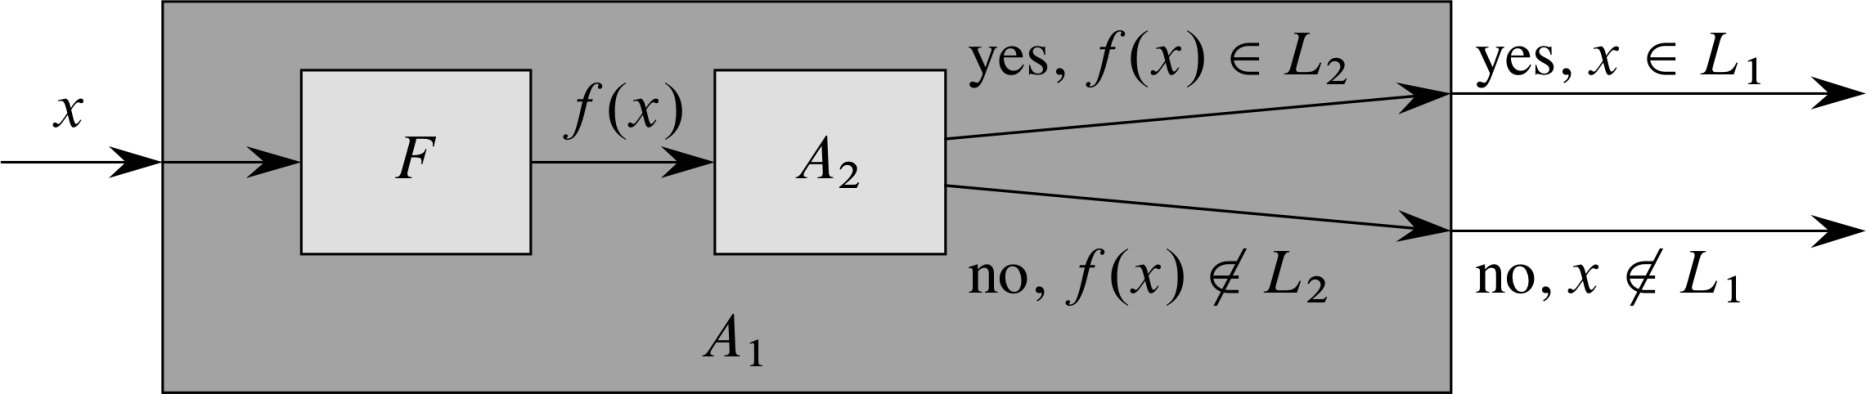 x
F
f(x)
A₂
yes, f(x) ∈ L₂
no, f(x) ∉ L₂
A₁
yes, x ∈ L₁
no, x ∉ L₁